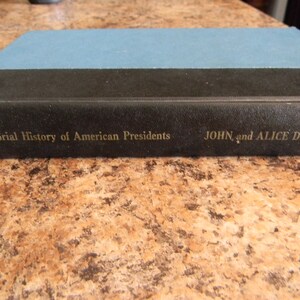 orial History of American Presidents JOHN and ALICE D